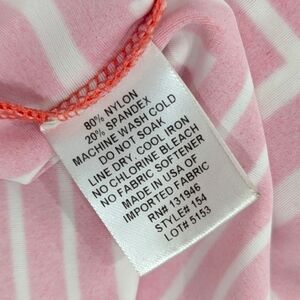 80% NYLON
20% SPANDEX
MACHINE WASH COLD
DO NOT SOAK
LINE DRY. COOL IRON
NO CHLORINE BLEACH
NO FABRIC SOFTENER
MADE IN USA OF
IMPORTED FABRIC
RN# 131946
STYLE# 154
LOT# 5153